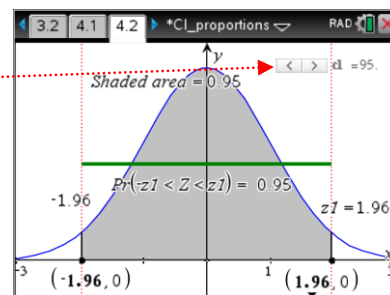 3.2 4.1 4.2 *CI_proportions RAD
y
< > cl =95.
Shaded area = 0.95
Pr(-z1 < Z < z1) = 0.95
-1.96
z1 =1.96
x
-3 1
(-1.96, 0) (1.96, 0)